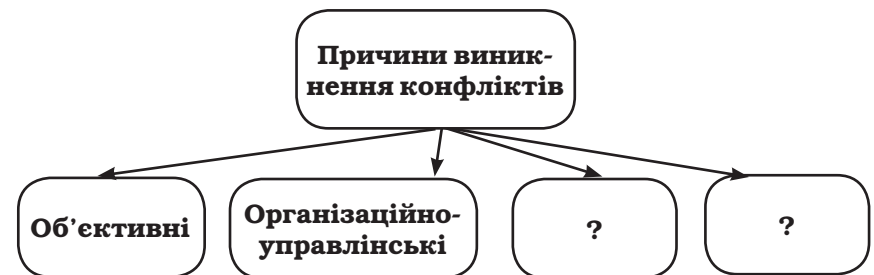 Причини виник-
нення конфліктів
Об’єктивні
Організаційно-
управлінські
?
?